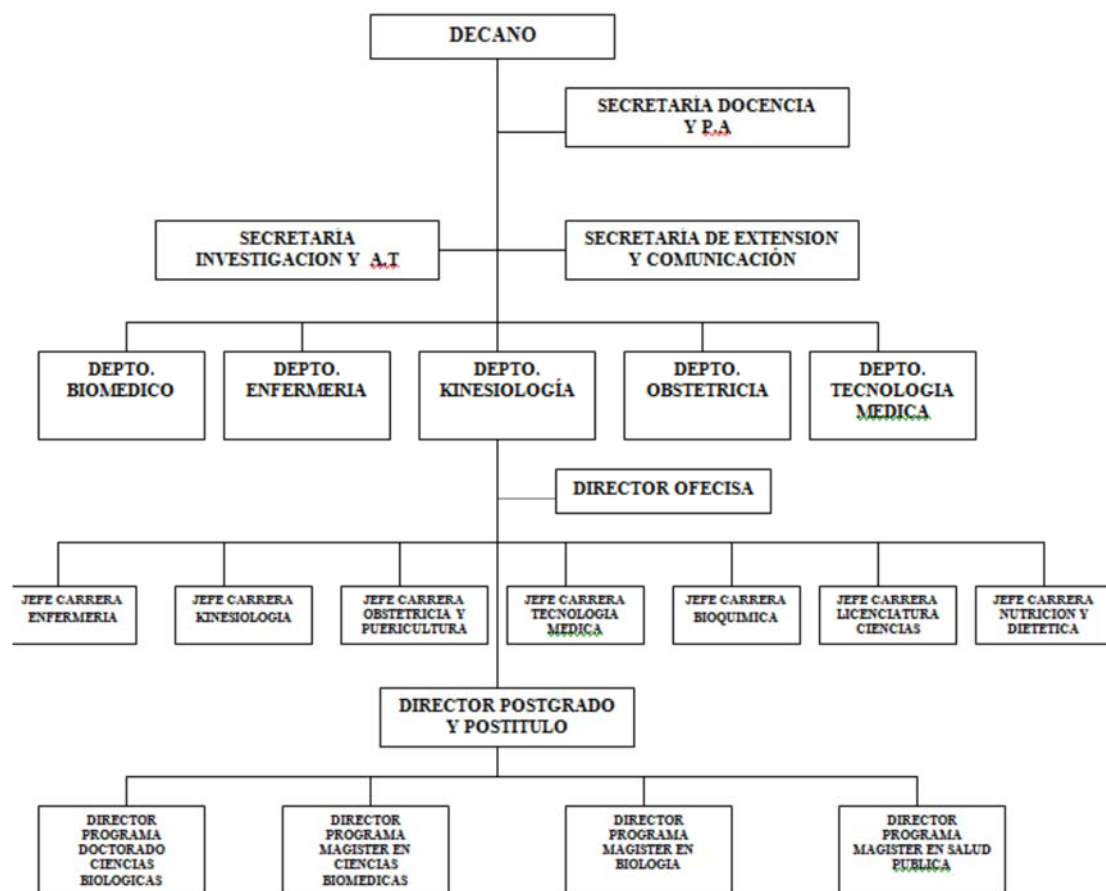 DECANO
SECRETARÍA DOCENCIA
Y P.A
SECRETARÍA
INVESTIGACION Y A.T
SECRETARÍA DE EXTENSION
Y COMUNICACIÓN
DEPTO.
BIOMEDICO
DEPTO.
ENFERMERIA
DEPTO.
KINESIOLOGÍA
DEPTO.
OBSTETRICIA
DEPTO.
TECNOLOGIA
MEDICA
DIRECTOR OFECISA
JEFE CARRERA
ENFERMERIA
JEFE CARRERA
KINESIOLOGIA
JEFE CARRERA
OBSTETRICIA Y
PUERICULTURA
JEFE CARRERA
TECNOLOGIA
MEDICA
JEFE CARRERA
BIOQUIMICA
JEFE CARRERA
LICENCIATURA
CIENCIAS
JEFE CARRERA
NUTRICION Y
DIETETICA
DIRECTOR POSTGRADO
Y POSTITULO
DIRECTOR
PROGRAMA
DOCTORADO
CIENCIAS
BIOLOGICAS
DIRECTOR
PROGRAMA
MAGISTER EN
CIENCIAS
BIOMEDICAS
DIRECTOR
PROGRAMA
MAGISTER EN
BIOLOGIA
DIRECTOR
PROGRAMA
MAGISTER EN SALUD
PUBLICA